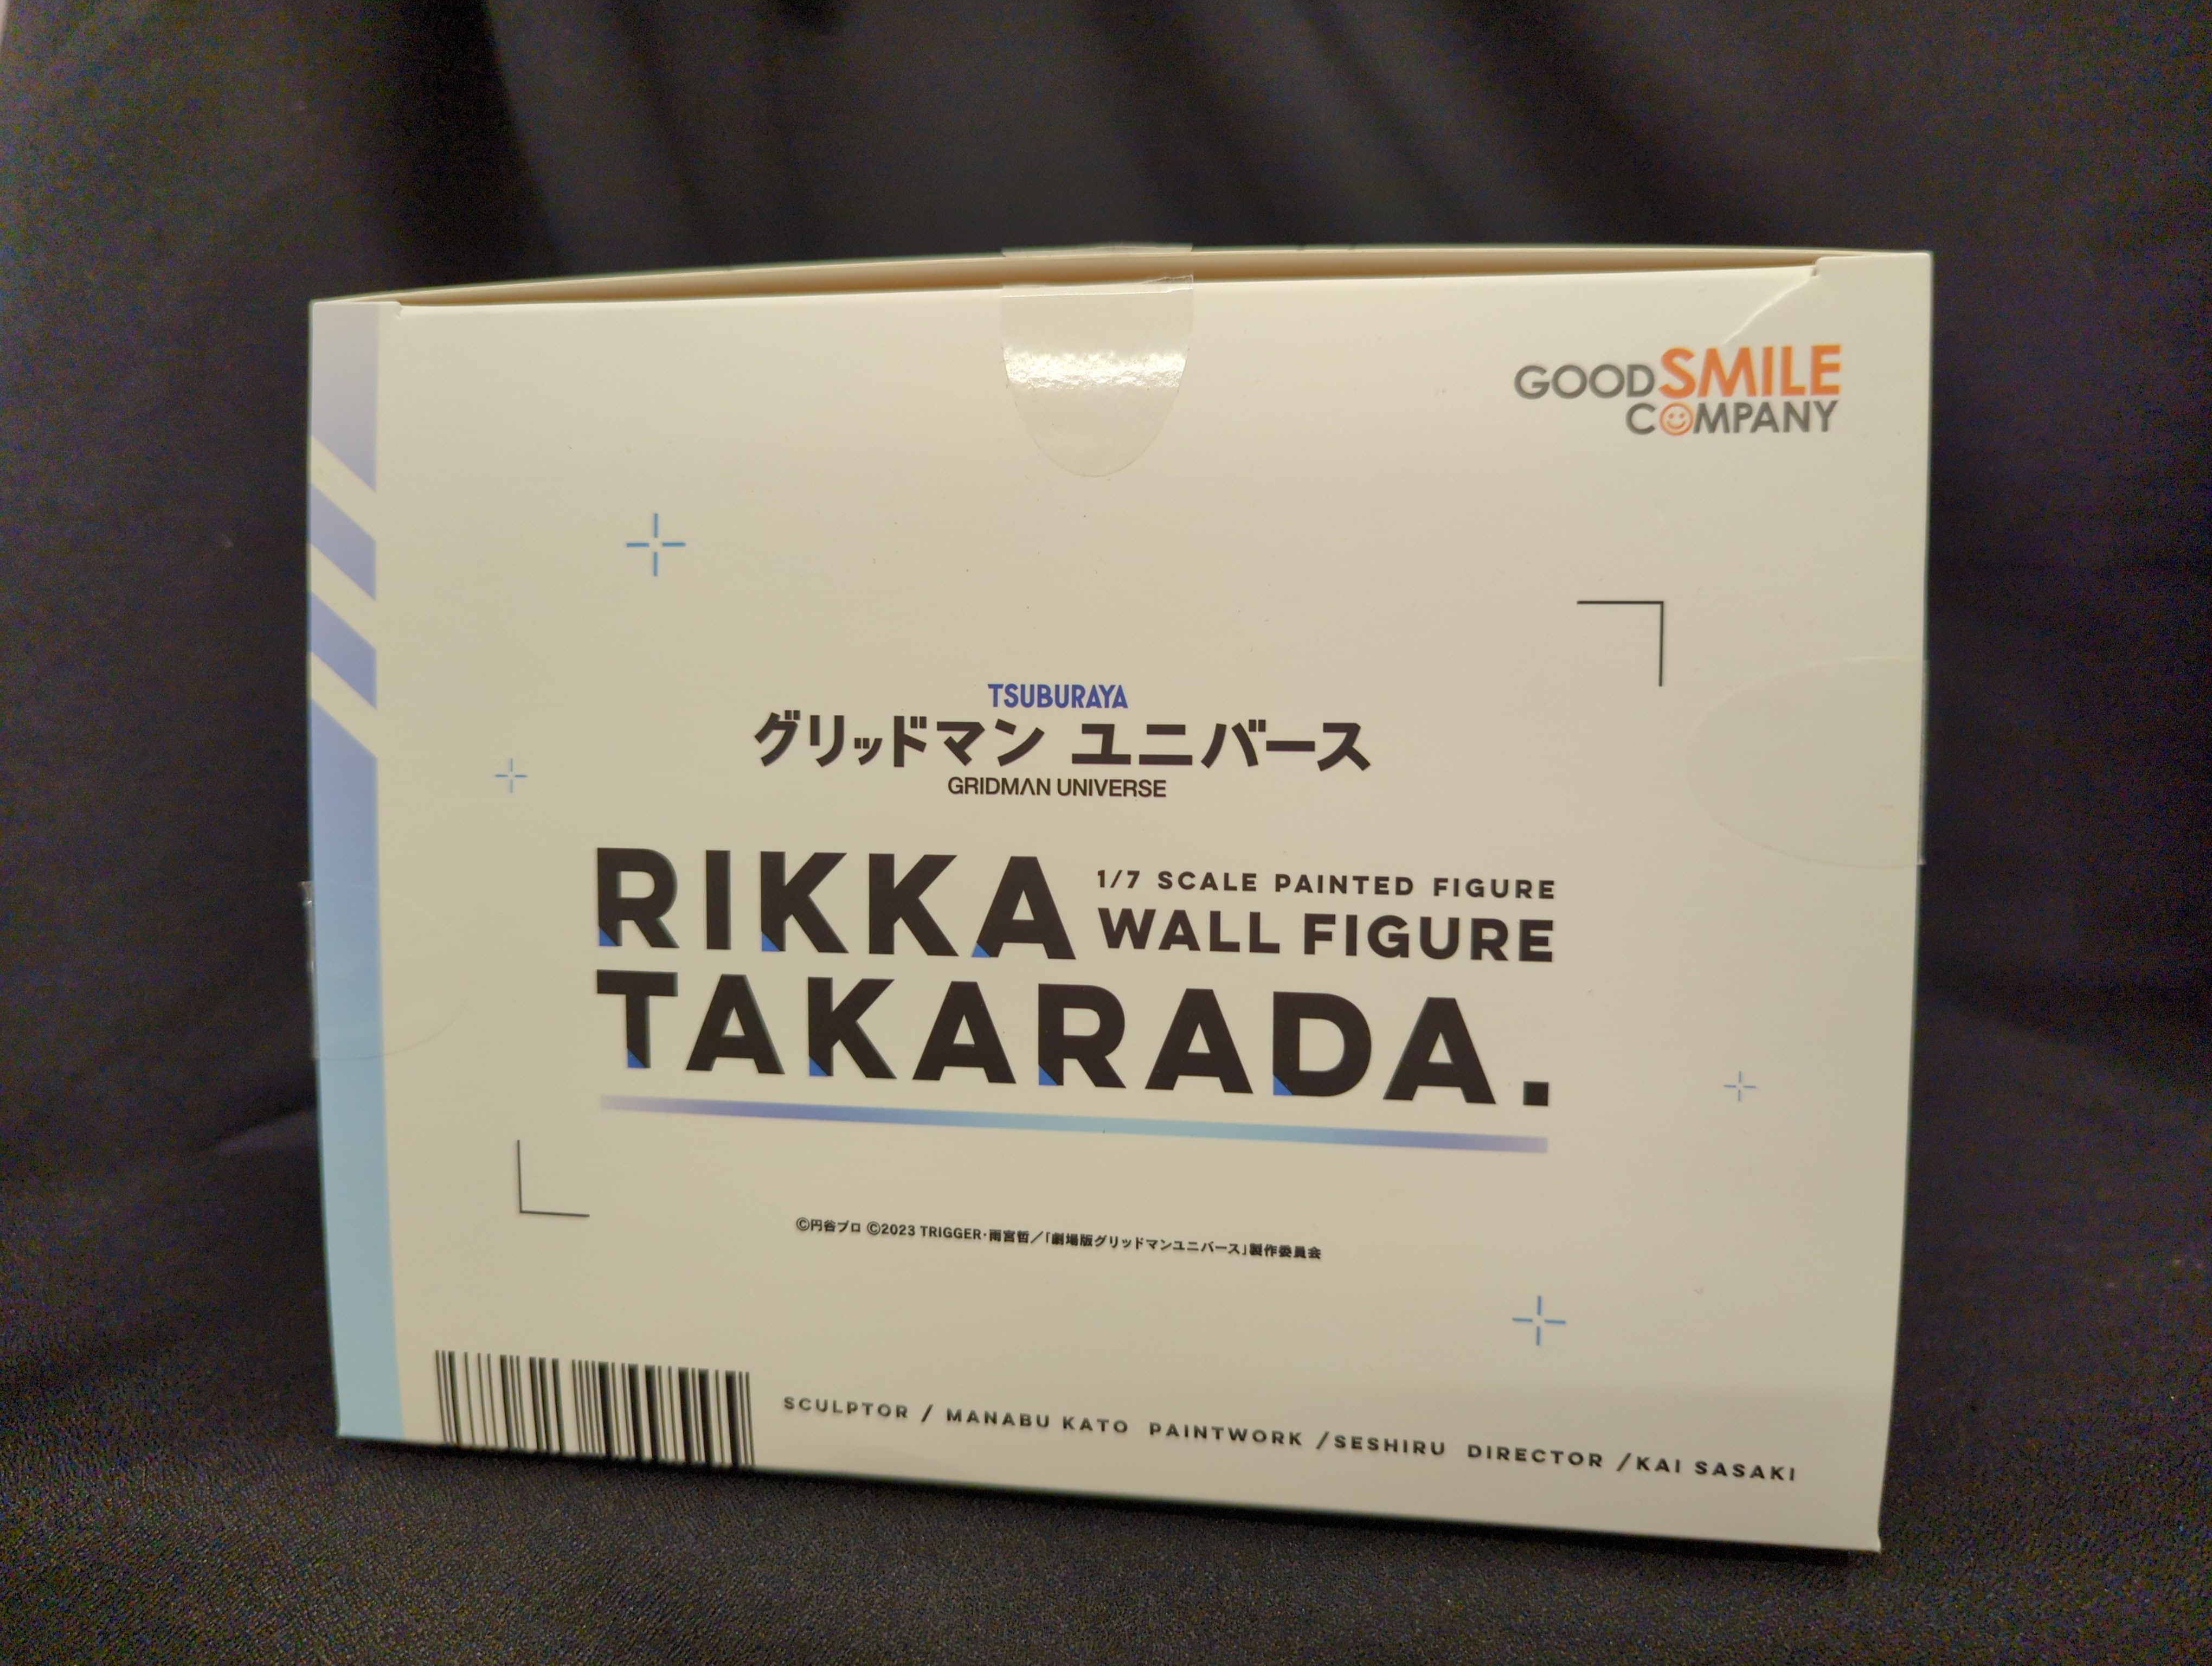 GOOD SMILE
COMPANY
TSUBURAYA
グリッドマン ユニバース
GRIDMAN UNIVERSE
RIKKA
1/7 SCALE PAINTED FIGURE
WALL FIGURE
TAKARADA.
©円谷プロ ©2023 TRIGGER・雨宮哲／「劇場版グリッドマンユニバース」製作委員会
SCULPTOR / MANABU KATO PAINTWORK /SESHIRU DIRECTOR /KAI SASAKI